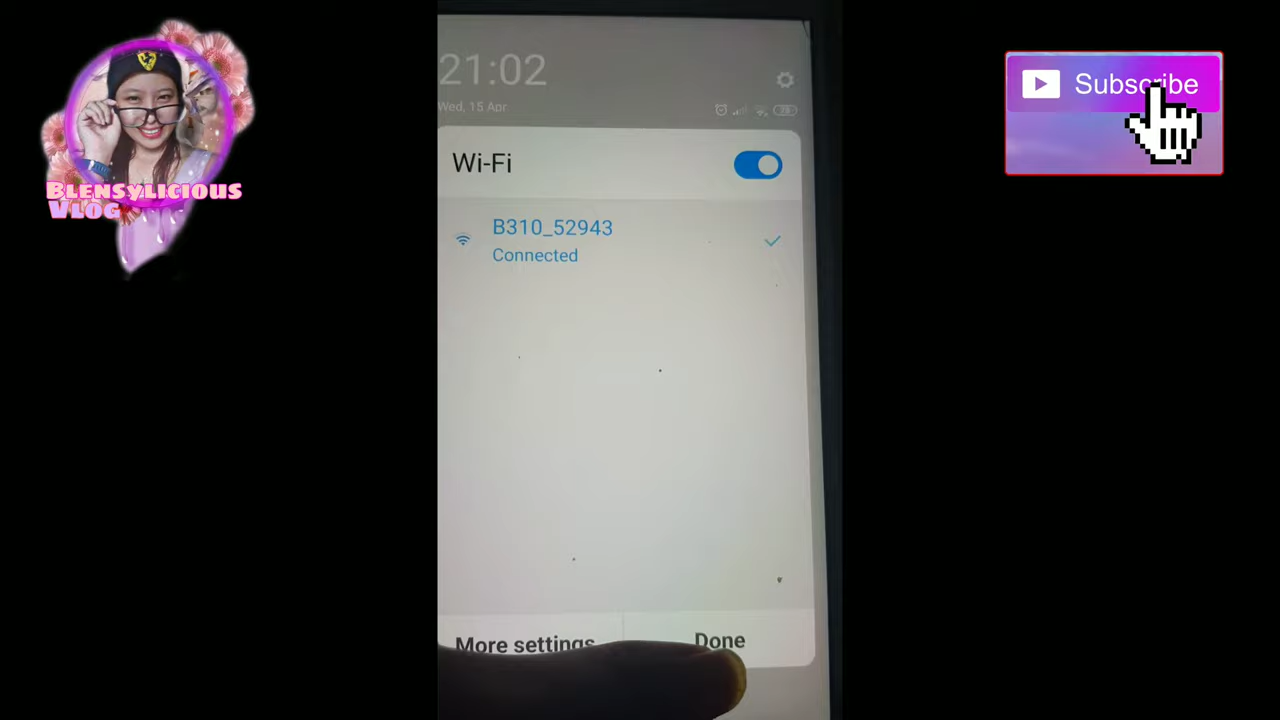 Blensylicious
Vlog
21:02
Wed, 15 Apr
Wi-Fi
B310_52943
Connected
More settings
Done
Subscribe